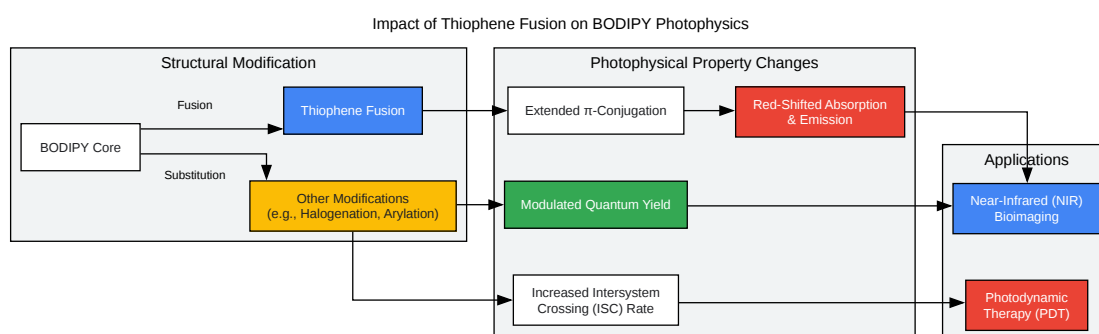 Impact of Thiophene Fusion on BODIPY Photophysics
Structural Modification
Photophysical Property Changes
Fusion
Thiophene Fusion
Extended π-Conjugation
Red-Shifted Absorption
& Emission
BODIPY Core
Applications
Substitution
Other Modifications
(e.g., Halogenation, Arylation)
Modulated Quantum Yield
Near-Infrared (NIR)
Bioimaging
Increased Intersystem
Crossing (ISC) Rate
Photodynamic
Therapy (PDT)